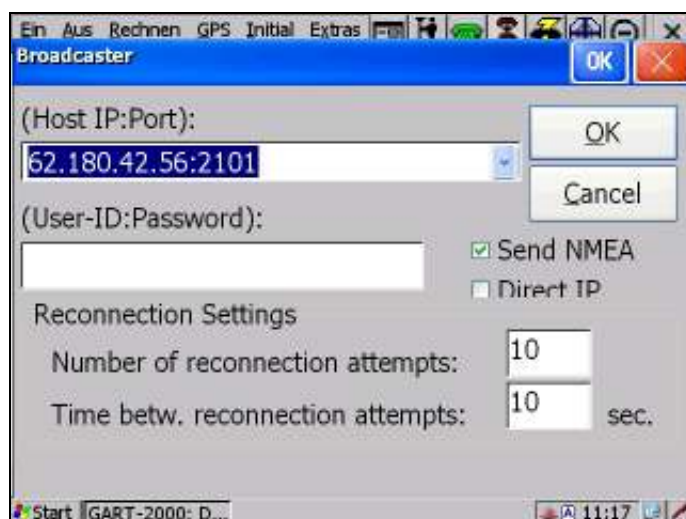 Ein Aus Rechnen GPS Initial Extras
Broadcaster OK
(Host IP:Port):
OK
62.180.42.56:2101
Cancel
(User-ID:Password):
Send NMEA
Direct IP
Reconnection Settings
Number of reconnection attempts: 10
Time betw. reconnection attempts: 10 sec.
Start GART-2000: D... A 11:17